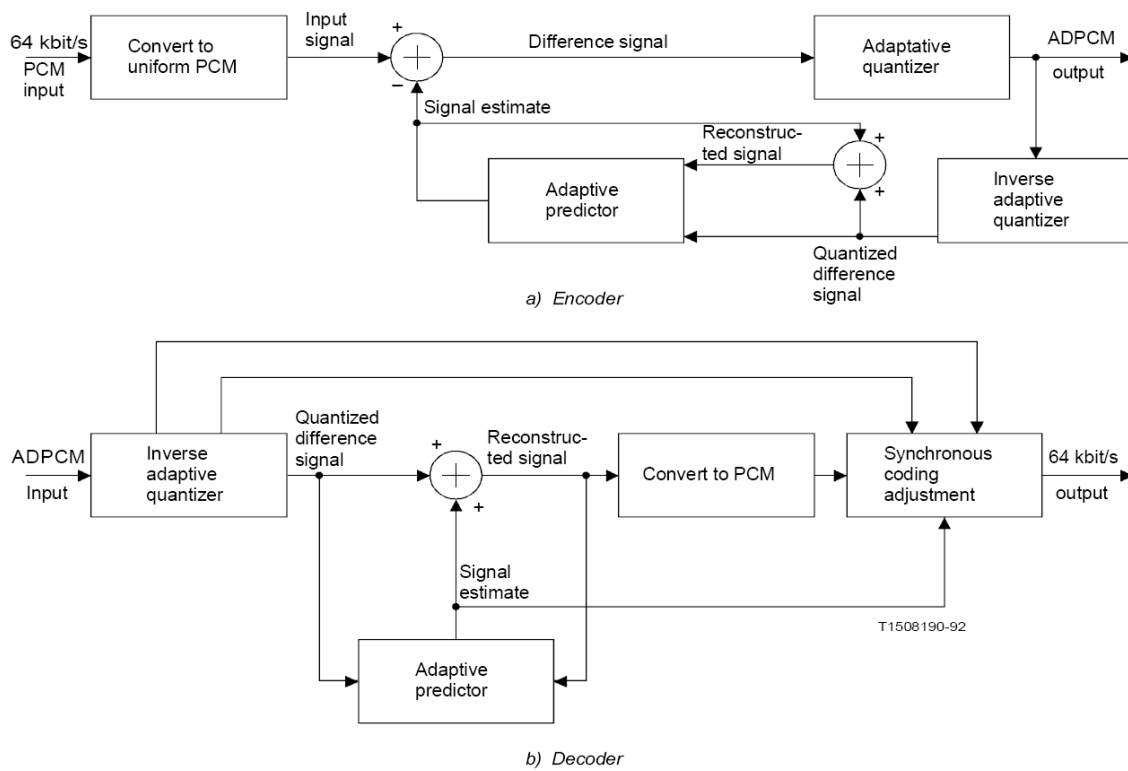 64 kbit/s
PCM
input
Convert to
uniform PCM
Input
signal
+
−
Difference signal
Adaptative
quantizer
ADPCM
output
Signal estimate
Reconstruc-
ted signal
+
+
Adaptive
predictor
Inverse
adaptive
quantizer
Quantized
difference
signal
a) Encoder
ADPCM
Input
Inverse
adaptive
quantizer
Quantized
difference
signal
+
+
Reconstruc-
ted signal
Convert to PCM
Synchronous
coding
adjustment
64 kbit/s
output
Signal
estimate
T1508190-92
Adaptive
predictor
b) Decoder